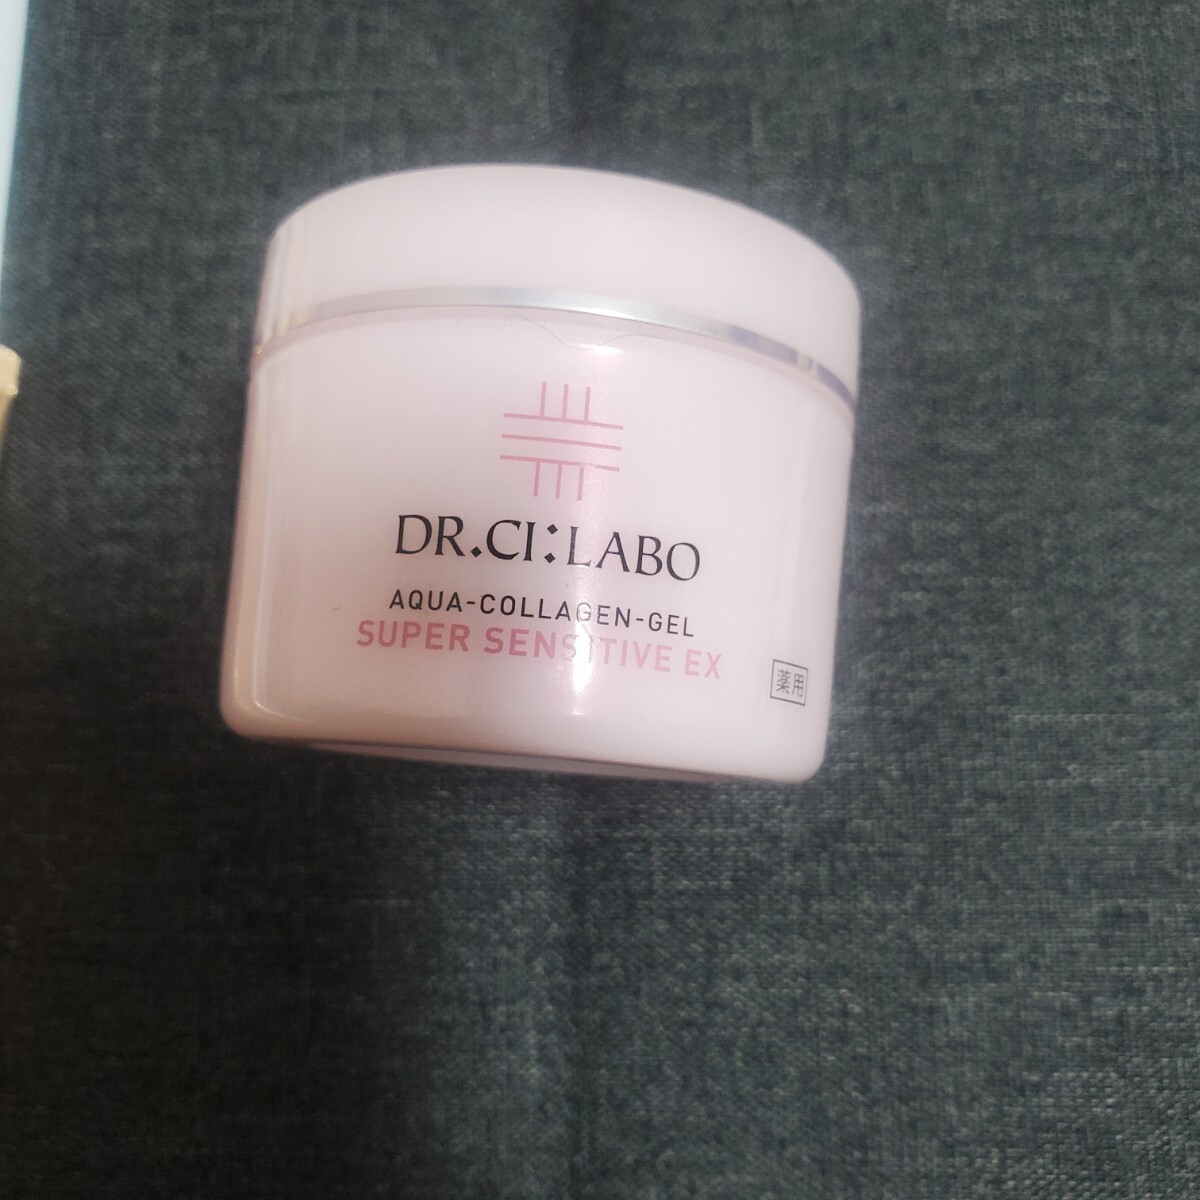 DR.CI:LABO
AQUA-COLLAGEN-GEL
SUPER SENSITIVE EX
薬用